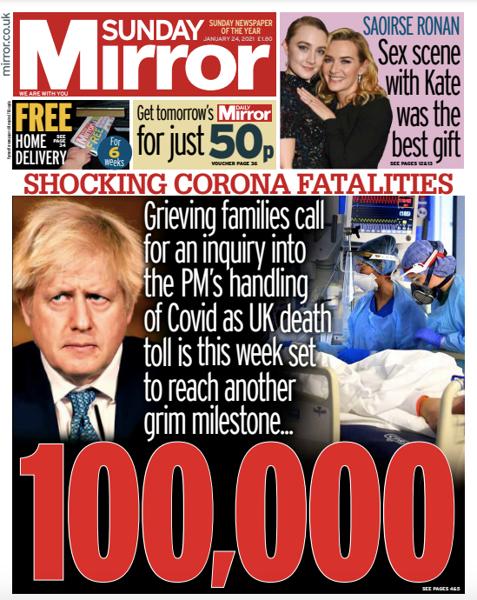 mirror.co.uk
SUNDAY
Mirror
WE ARE WITH YOU
SUNDAY NEWSPAPER
OF THE YEAR
JANUARY 24, 2021 £1.80
SAOIRSE RONAN
Sex scene
with Kate
was the
best gift
SEE PAGES 12&13
FREE
HOME
DELIVERY
SEE
PAGE
For
6
weeks
Get tomorrow's DAILY Mirror
for just 50p
VOUCHER PAGE 36
SHOCKING CORONA FATALITIES
Grieving families call
for an inquiry into
the PM's handling
of Covid as UK death
toll is this week set
to reach another
grim milestone...
100,000
SEE PAGES 4&5